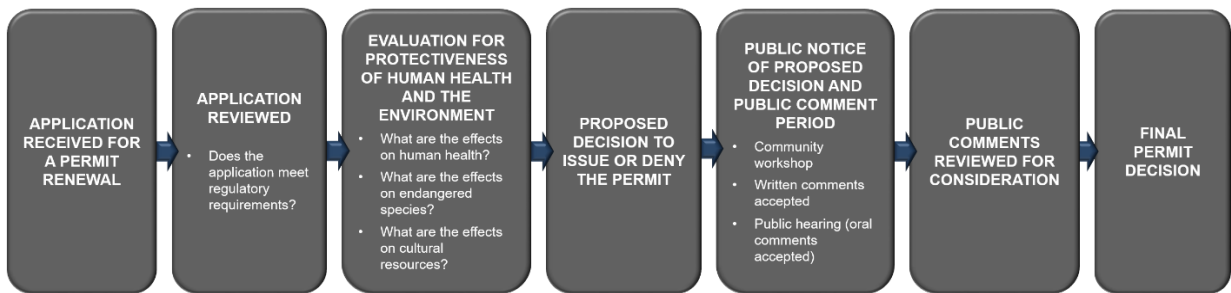 APPLICATION
RECEIVED FOR
A PERMIT
RENEWAL
APPLICATION
REVIEWED
• Does the
application meet
regulatory
requirements?
EVALUATION FOR
PROTECTIVENESS
OF HUMAN HEALTH
AND THE
ENVIRONMENT
• What are the effects
on human health?
• What are the effects
on endangered
species?
• What are the effects
on cultural
resources?
PROPOSED
DECISION TO
ISSUE OR DENY
THE PERMIT
PUBLIC NOTICE
OF PROPOSED
DECISION AND
PUBLIC COMMENT
PERIOD
• Community
workshop
• Written comments
accepted
• Public hearing (oral
comments
accepted)
PUBLIC
COMMENTS
REVIEWED FOR
CONSIDERATION
FINAL
PERMIT
DECISION